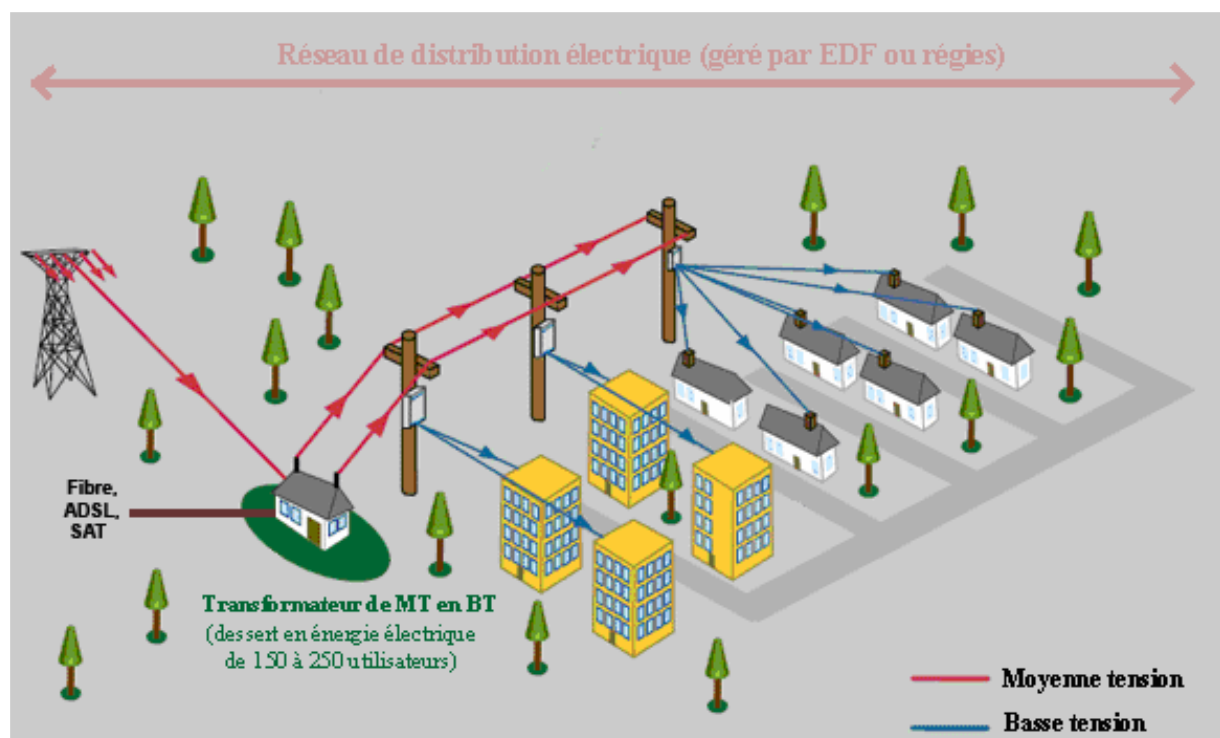 Réseau de distribution électrique (géré par EDF ou régies)
Fibre,
ADSL,
SAT
Transformateur de MT en BT
(dessert en énergie électrique
de 150 à 250 utilisateurs)
Moyenne tension
Basse tension